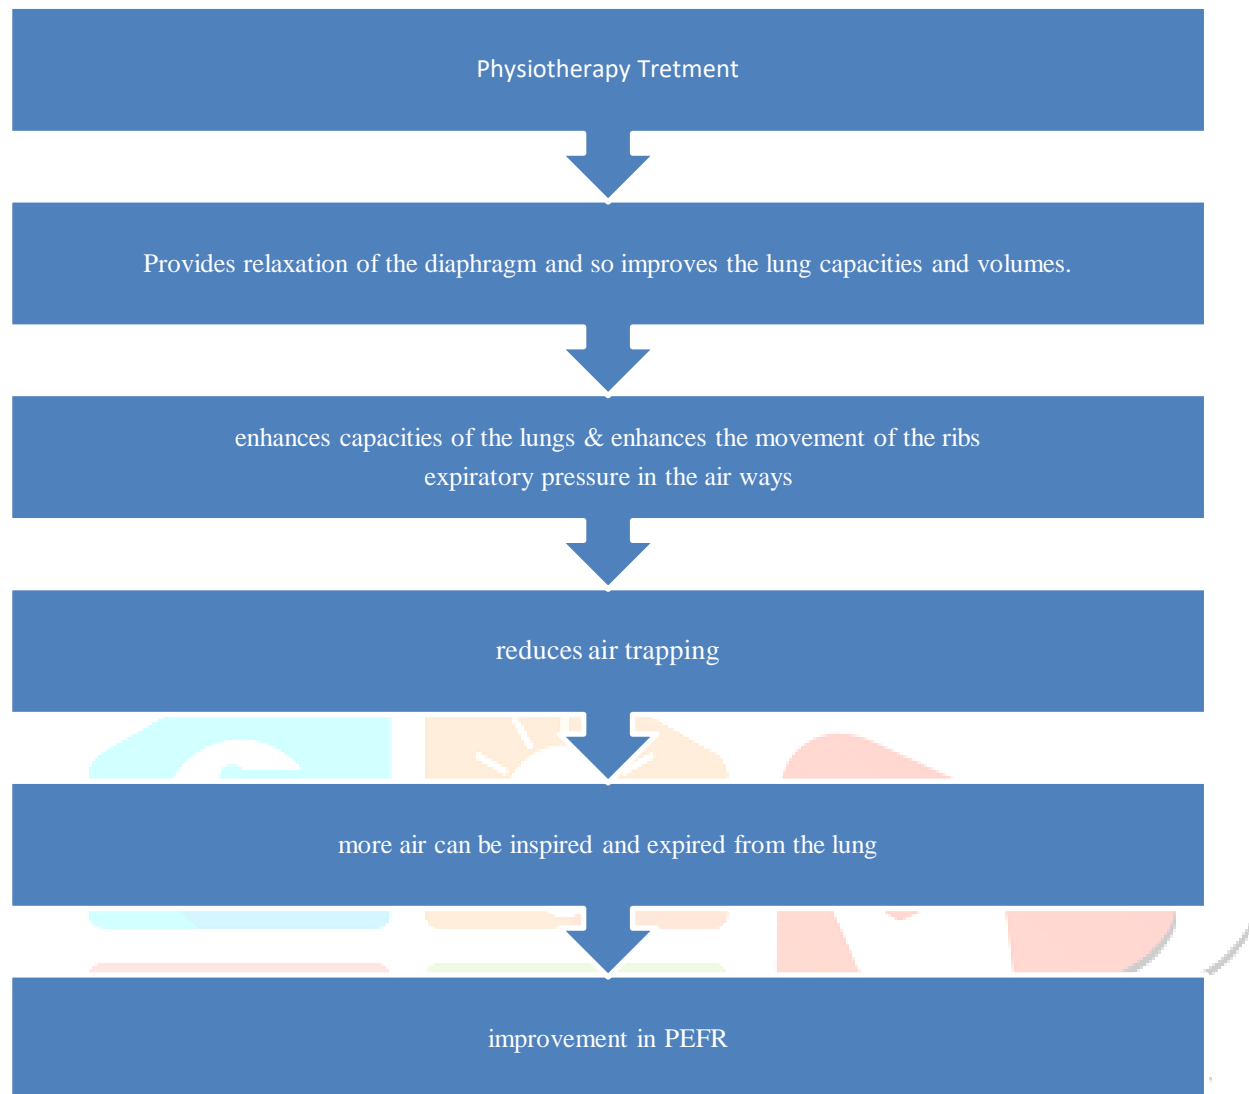 Physiotherapy Tretment
Provides relaxation of the diaphragm and so improves the lung capacities and volumes.
enhances capacities of the lungs & enhances the movement of the ribs
expiratory pressure in the air ways
reduces air trapping
more air can be inspired and expired from the lung
improvement in PEFR